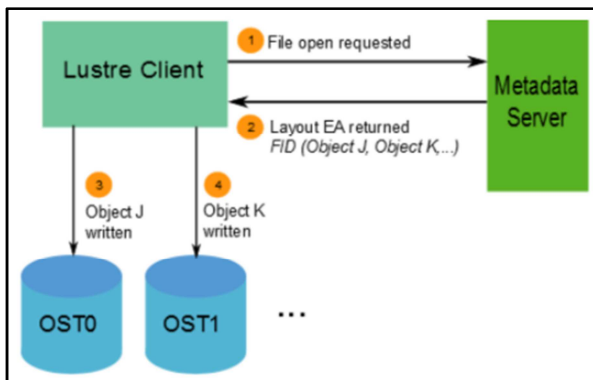 Lustre Client
1 File open requested
Metadata
Server
2 Layout EA returned
FID (Object J, Object K,...)
3
Object J
written
4
Object K
written
OST0
OST1
...